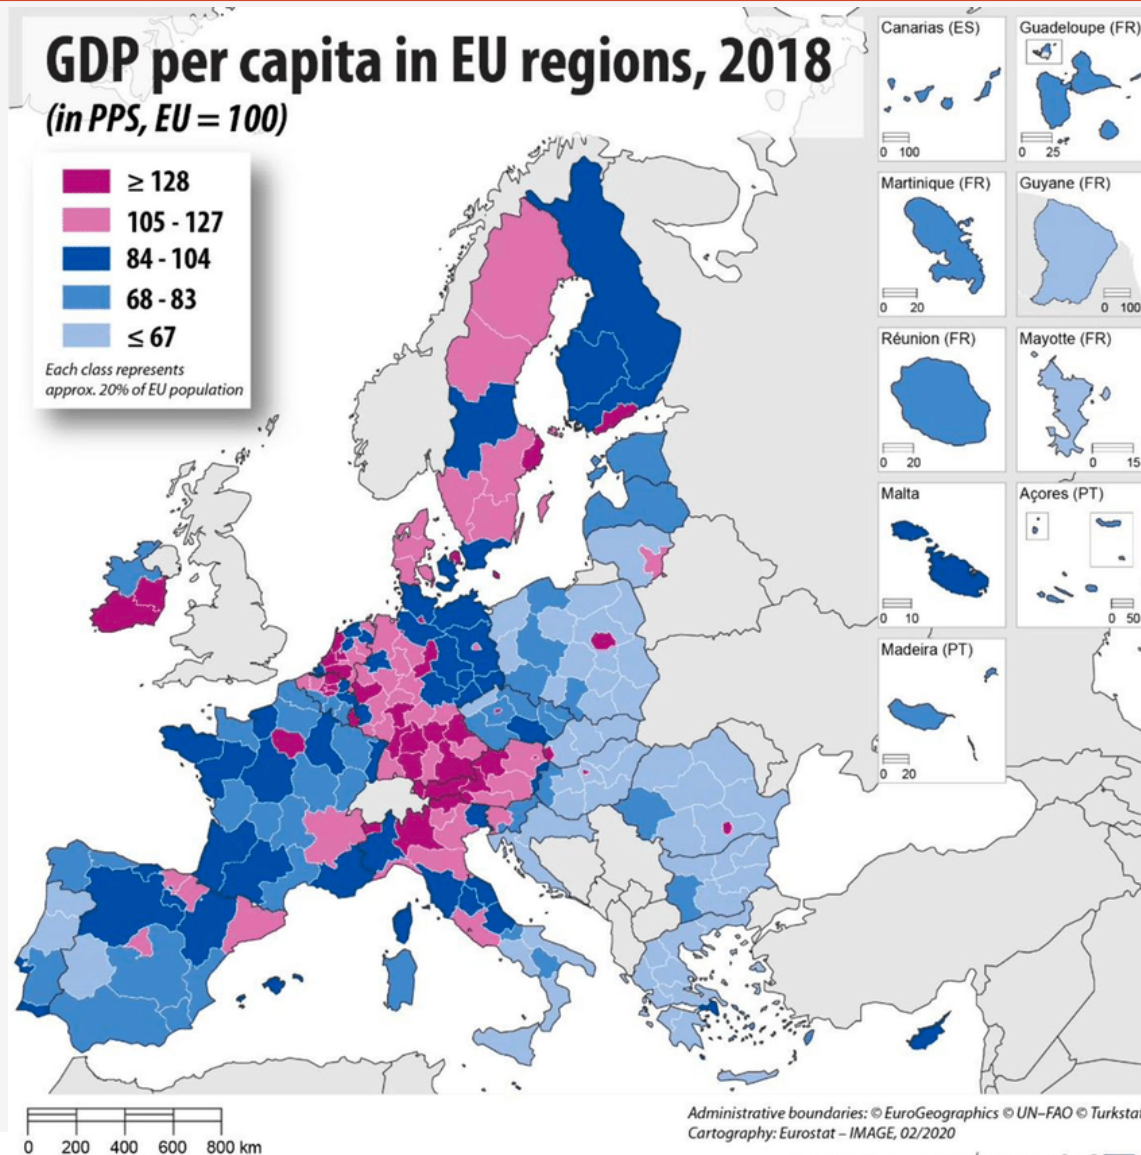 GDP per capita in EU regions, 2018
(in PPS, EU = 100)
≥ 128
105 - 127
84 - 104
68 - 83
≤ 67
Each class represents
approx. 20% of EU population
Canarias (ES)
0 100
Guadeloupe (FR)
0 25
Martinique (FR)
0 20
Guyane (FR)
0 100
Réunion (FR)
0 20
Mayotte (FR)
0 15
Malta
0 10
Açores (PT)
0 50
Madeira (PT)
0 20
0 200 400 600 800 km
Administrative boundaries: © EuroGeographics © UN–FAO © Turkstat
Cartography: Eurostat – IMAGE, 02/2020